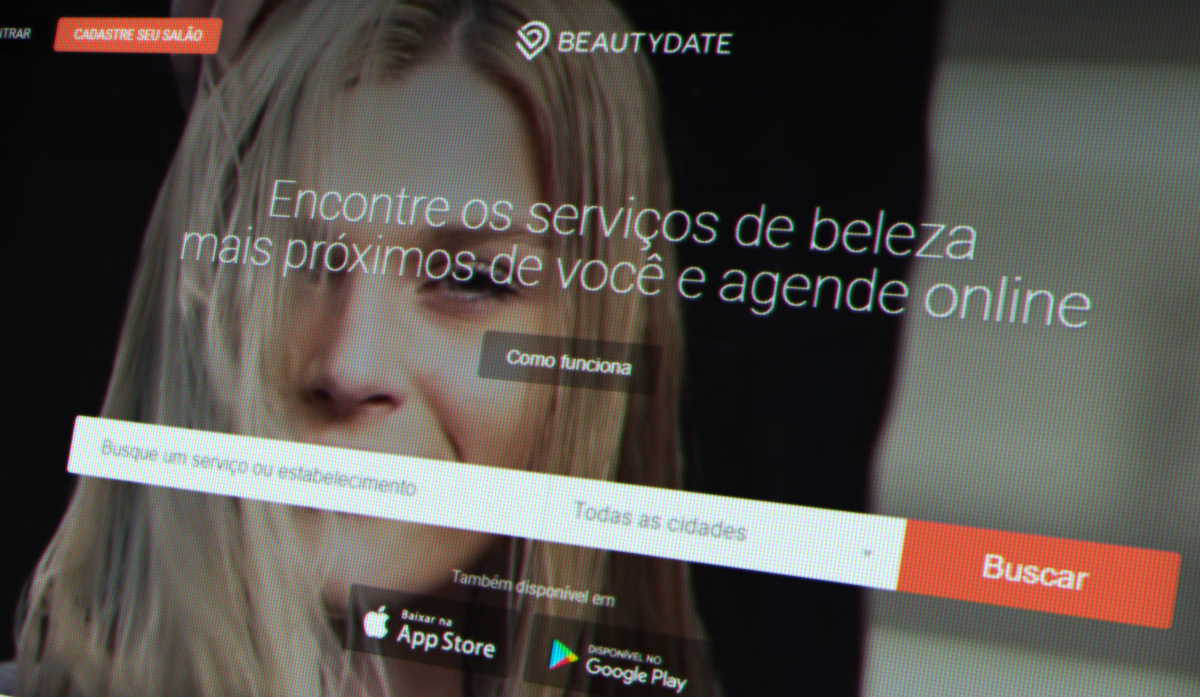 CADASTRE SEU SALÃO
BEAUTYDATE
Encontre os serviços de beleza
mais próximos de você e agende online
Como funciona
Busque um serviço ou estabelecimento
Todas as cidades
Buscar
Também disponível em
Baixar na
App Store
DISPONÍVEL NO
Google Play